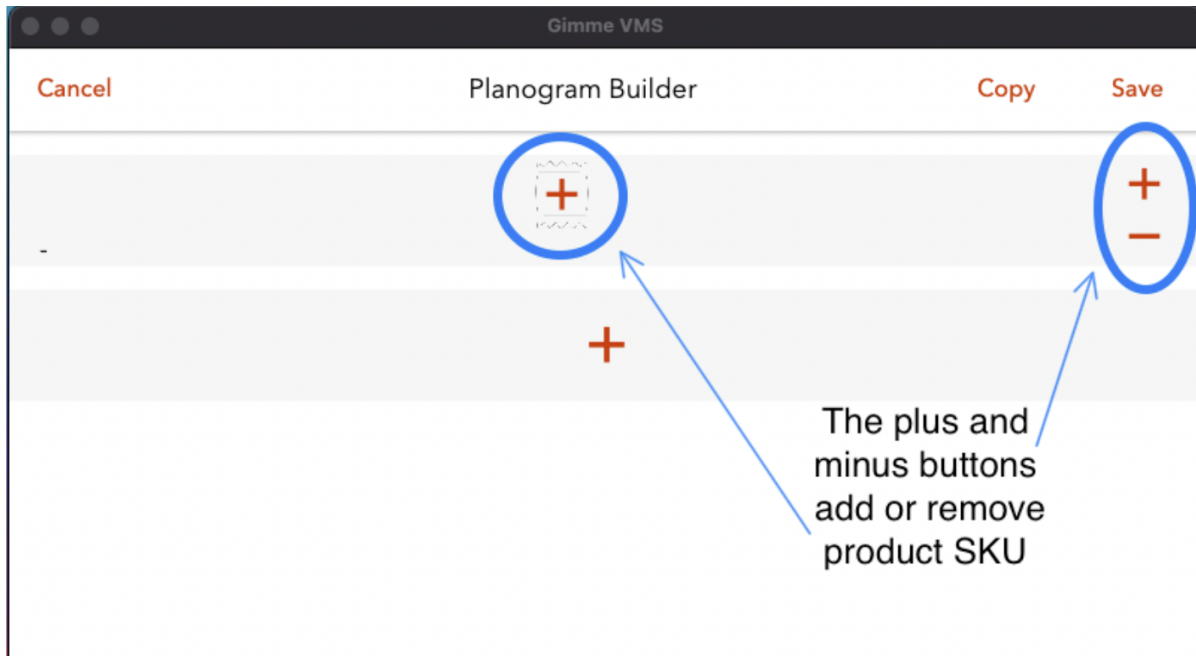 Gimme VMS
Cancel Planogram Builder Copy Save
+ +
-
-
+
The plus and
minus buttons
add or remove
product SKU